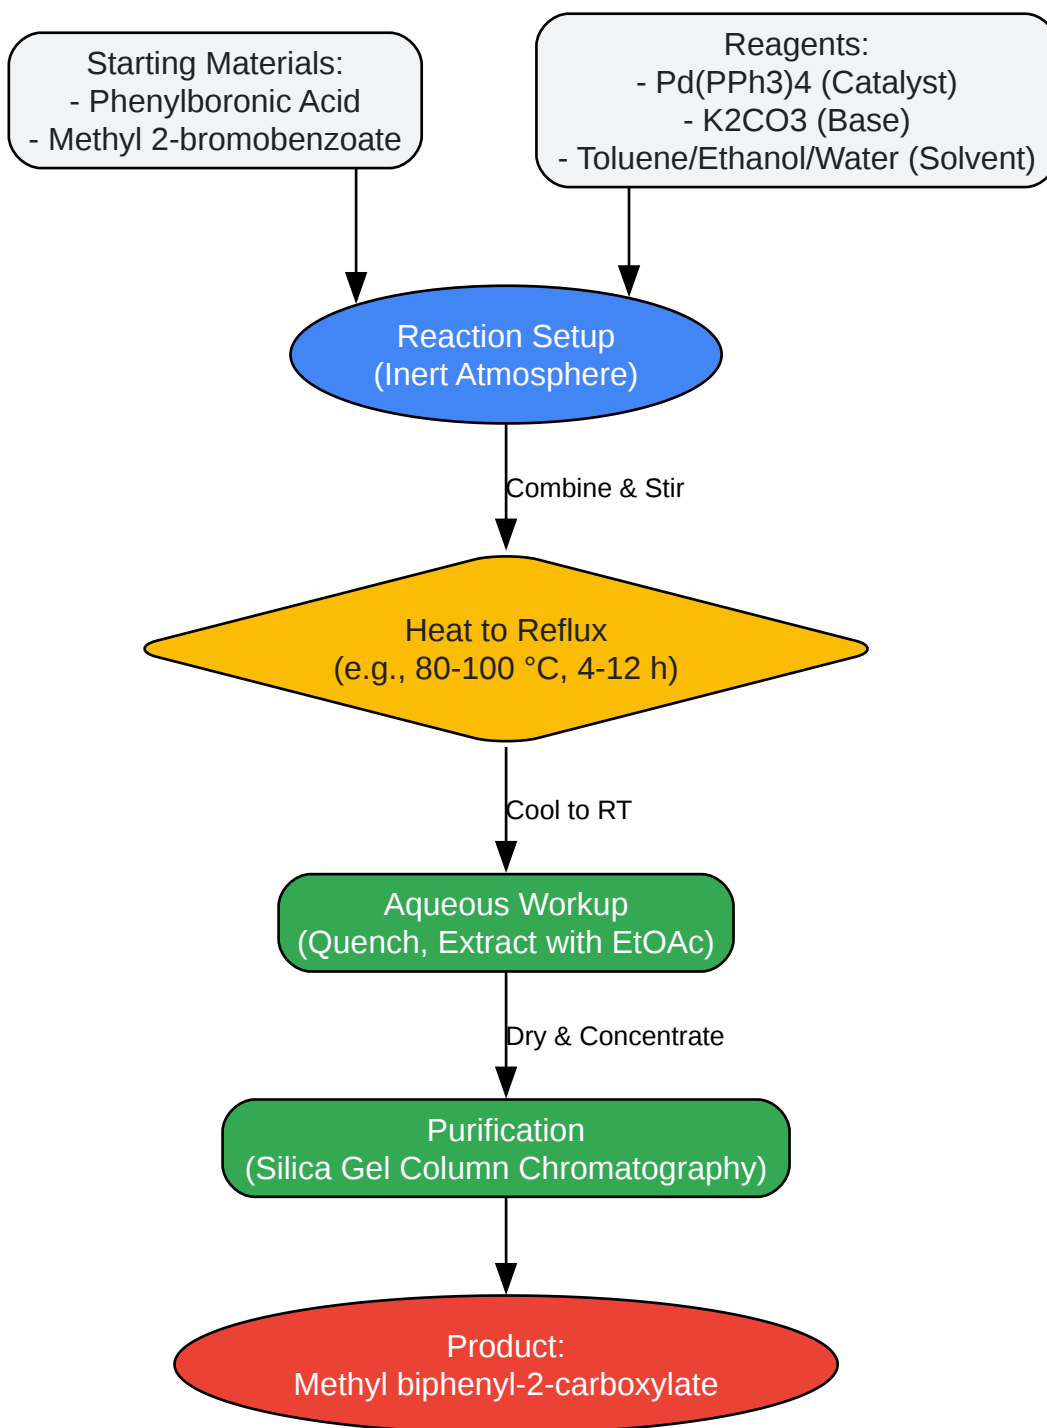 Starting Materials:
- Phenylboronic Acid
- Methyl 2-bromobenzoate
Reagents:
- Pd(PPh3)4 (Catalyst)
- K2CO3 (Base)
- Toluene/Ethanol/Water (Solvent)
Reaction Setup
(Inert Atmosphere)
Combine & Stir
Heat to Reflux
(e.g., 80-100 °C, 4-12 h)
Cool to RT
Aqueous Workup
(Quench, Extract with EtOAc)
Dry & Concentrate
Purification
(Silica Gel Column Chromatography)
Product:
Methyl biphenyl-2-carboxylate